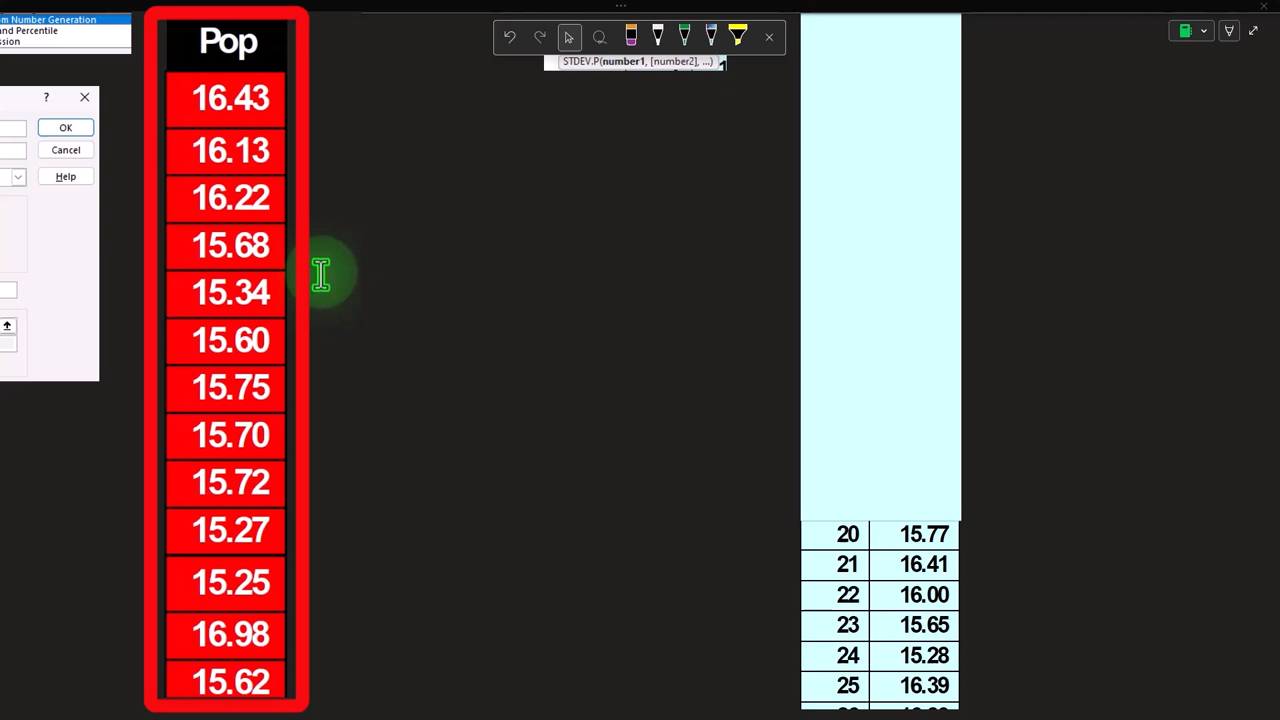 om Number Generation
and Percentile
ssion
?
OK
Cancel
Help
Pop
16.43
16.13
16.22
15.68
15.34
15.60
15.75
15.70
15.72
15.27
15.25
16.98
15.62
STDEV.P(number1, [number2], ...)
20 15.77
21 16.41
22 16.00
23 15.65
24 15.28
25 16.39